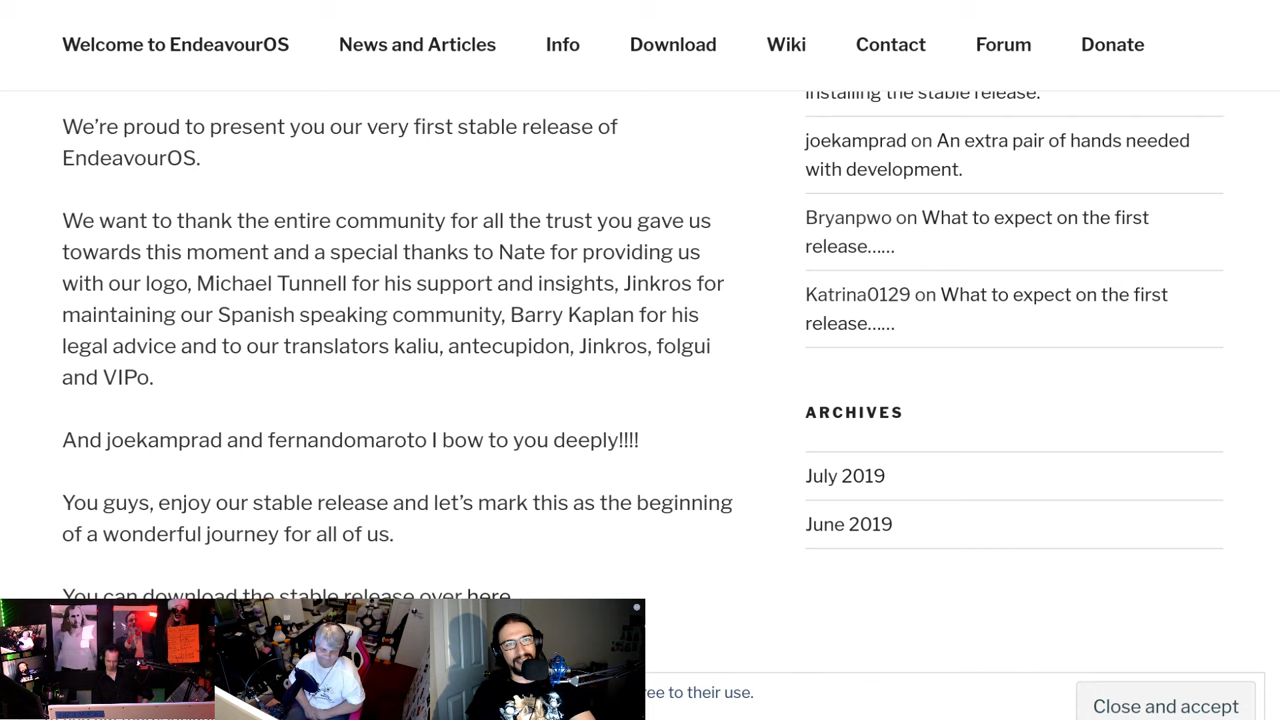 Welcome to EndeavourOS News and Articles Info Download Wiki Contact Forum Donate
We’re proud to present you our very first stable release of
EndeavourOS.
We want to thank the entire community for all the trust you gave us
towards this moment and a special thanks to Nate for providing us
with our logo, Michael Tunnell for his support and insights, Jinkros for
maintaining our Spanish speaking community, Barry Kaplan for his
legal advice and to our translators kaliu, antecupidon, Jinkros, folgui
and VIPo.
And joekamprad and fernandomaroto I bow to you deeply!!!!
You guys, enjoy our stable release and let’s mark this as the beginning
of a wonderful journey for all of us.
You can download the stable release over here
installing the stable release.
joekamprad on An extra pair of hands needed
with development.
Bryanpwo on What to expect on the first
release……
Katrina0129 on What to expect on the first
release……
ARCHIVES
July 2019
June 2019
to their use.
Close and accept